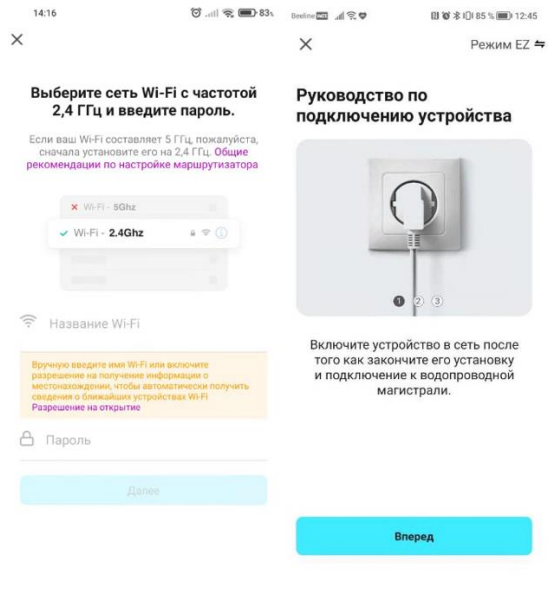 14:16
83%
Выберите сеть Wi-Fi с частотой
2,4 ГГц и введите пароль.
Если ваш Wi-Fi составляет 5 ГГц, пожалуйста,
сначала установите его на 2,4 ГГц. Общие
рекомендации по настройке маршрутизатора
Wi-Fi - 5Ghz
Wi-Fi - 2.4Ghz
Название Wi-Fi
Вручную введите имя Wi-Fi или включите
разрешение на получение информации о
местонахождении, чтобы автоматически получить
сведения о ближайших устройствах Wi-Fi
Разрешение на открытие
Пароль
Далее
Beeline
85 % 12:45
Режим EZ
Руководство по
подключению устройства
1 2 3
Включите устройство в сеть после
того как закончите его установку
и подключение к водопроводной
магистрали.
Вперед